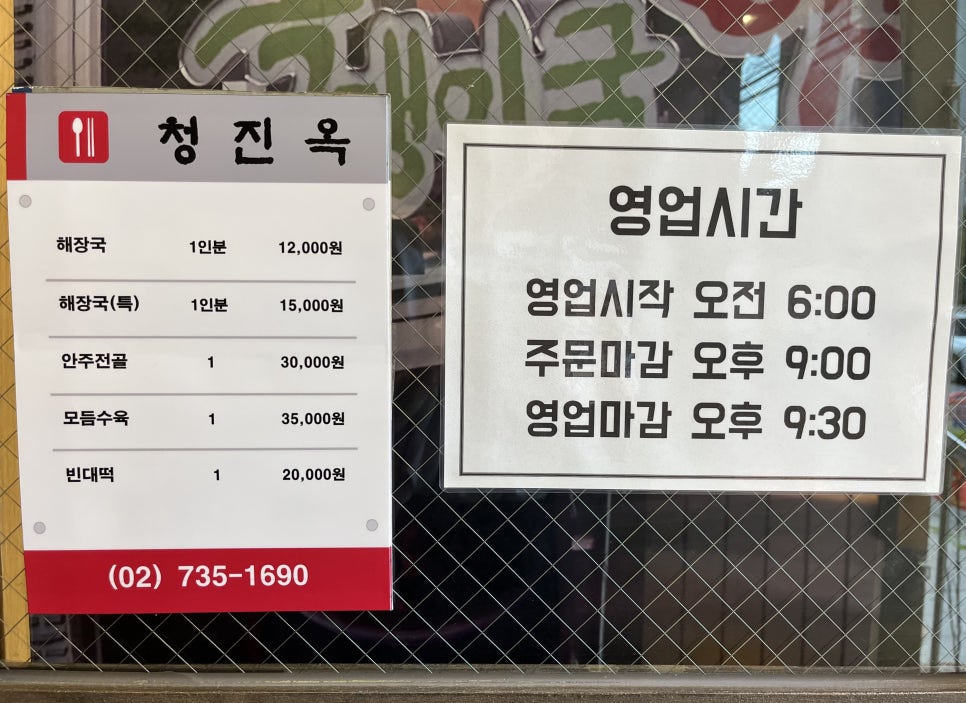 청진옥
해장국 1인분 12,000원
해장국(특) 1인분 15,000원
안주전골 1 30,000원
모듬수육 1 35,000원
빈대떡 1 20,000원
(02) 735-1690
영업시간
영업시작 오전 6:00
주문마감 오후 9:00
영업마감 오후 9:30